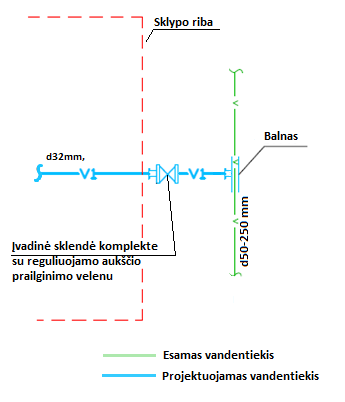 Sklypo riba
Balnas
d32mm,
V1
V1
d50-250 mm
Įvadinė sklendė komplekte
su reguliuojamo aukščio
prailginimo velenu
Esamas vandentiekis
Projektuojamas vandentiekis